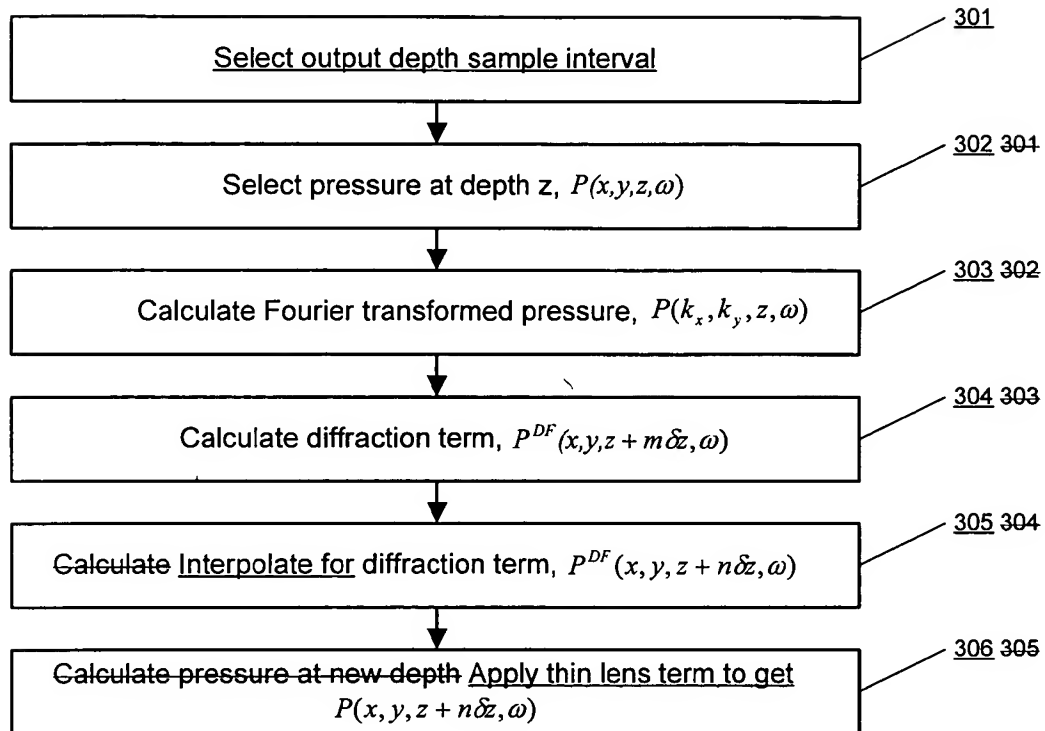 301
Select output depth sample interval
302 301
Select pressure at depth z, P(x,y,z,ω)
303 302
Calculate Fourier transformed pressure, P(kₓ,k_y,z,ω)
304 303
Calculate diffraction term, P^{DF}(x,y,z+mδz,ω)
305 304
Calculate Interpolate for diffraction term, P^{DF}(x,y,z+nδz,ω)
306 305
Calculate pressure at new depth Apply thin lens term to get
P(x,y,z+nδz,ω)